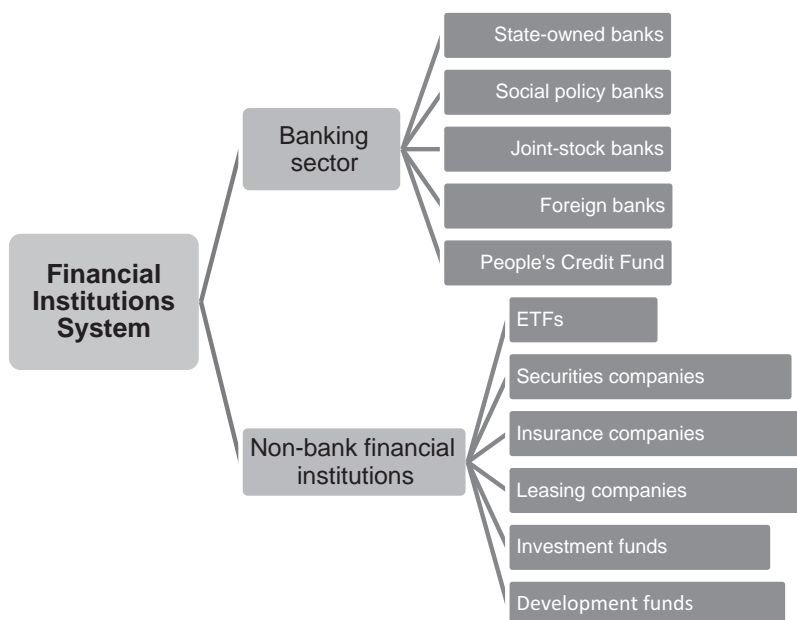 Financial
Institutions
System
Banking
sector
State-owned banks
Social policy banks
Joint-stock banks
Foreign banks
People's Credit Fund
Non-bank financial
institutions
ETFs
Securities companies
Insurance companies
Leasing companies
Investment funds
Development funds